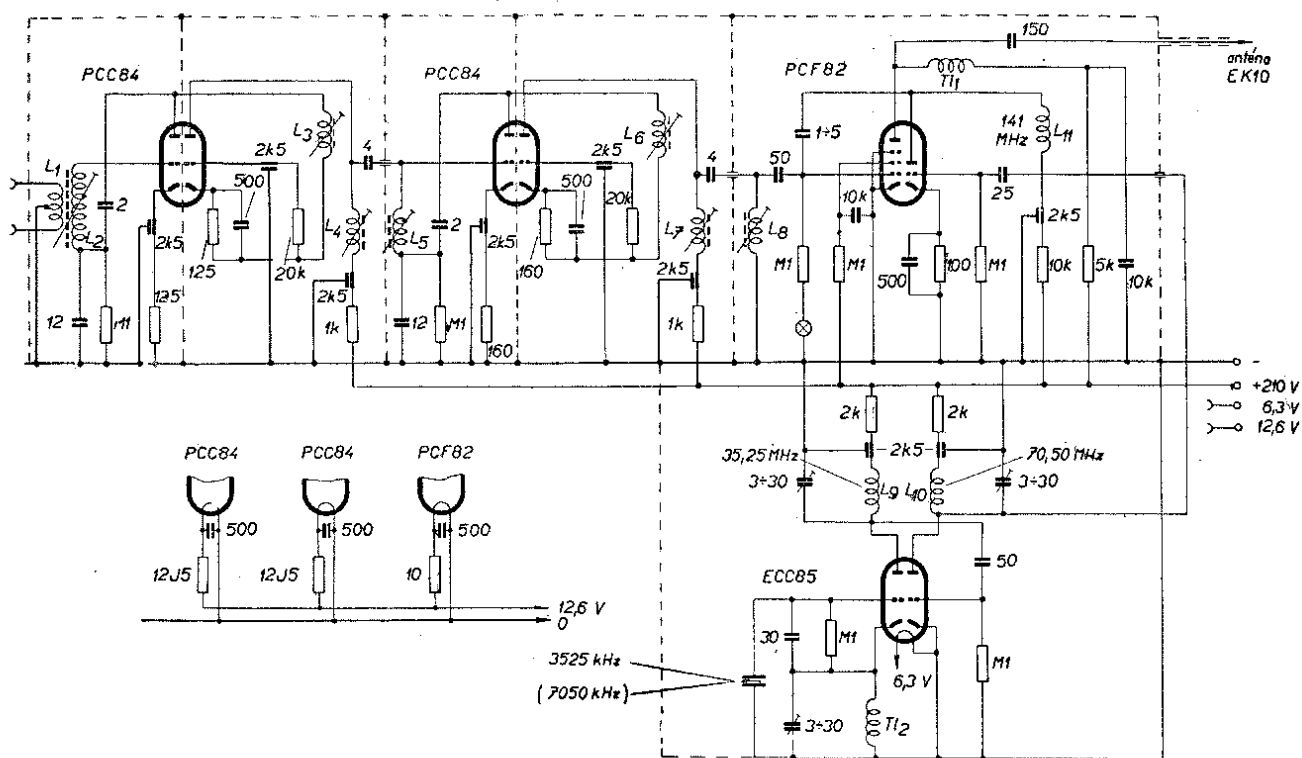 PCC84
PCC84
PCF82
150
anténa
EK10
Tl1
L3
L6
141
MHz
L11
1÷5
L1
L2
2
2k5
500
4
2
2k5
500
4
50
10k
25
2k5
125
20k
L4
L5
160
20k
L7
L8
2k5
2k5
2k5
2k5
12
M1
125
1k
12
M1
160
1k
M1
M1
500
100
M1
10k
5k
10k
-
+210 V
6,3 V
12,6 V
2k
2k
35,25 MHz
2k5
70,50 MHz
3÷30
L9
L10
3÷30
PCC84
PCC84
PCF82
500
500
500
12J5
12J5
10
12,6 V
0
ECC85
50
30
M1
M1
3525 kHz
(7050 kHz)
6,3 V
3÷30
Tl2